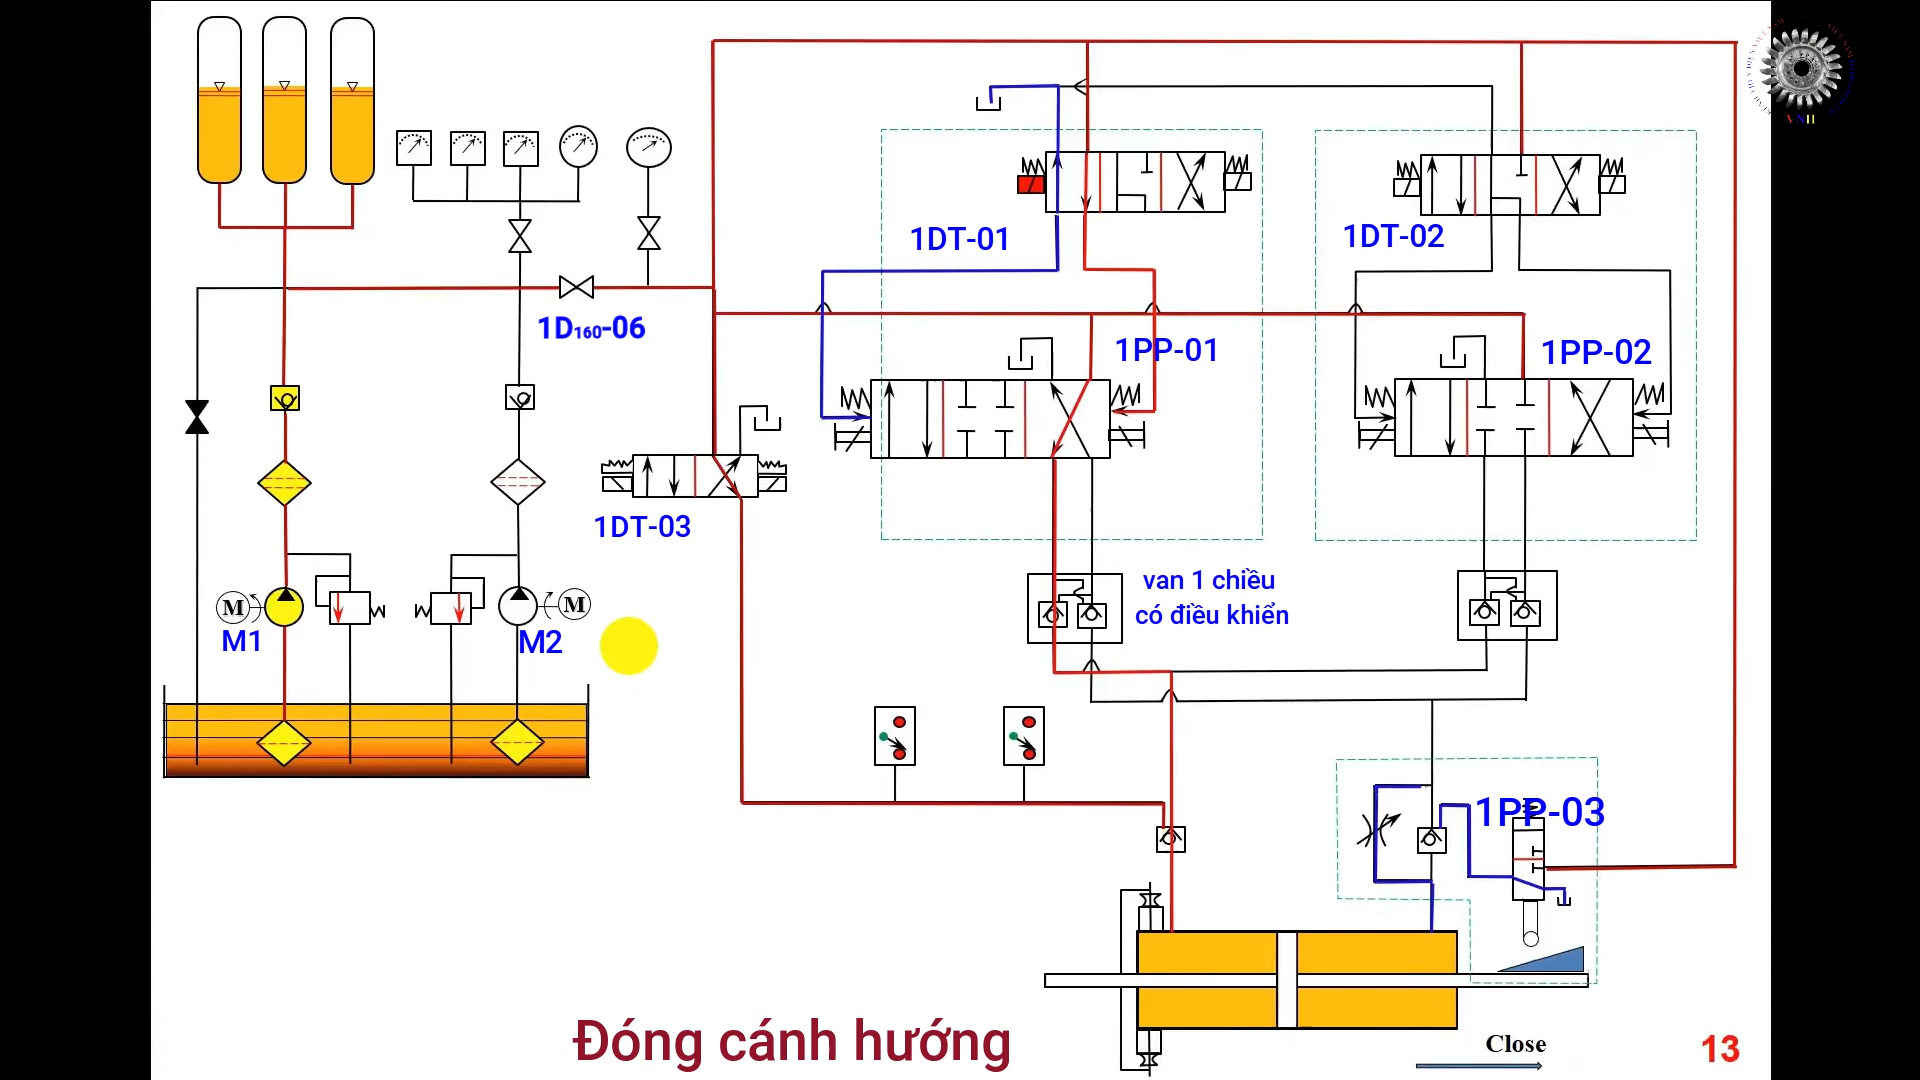 VNH
1DT-01
1DT-02
1D160-06
1PP-01
1PP-02
1DT-03
van 1 chiều
có điều khiển
M
M
M1
M2
1PP-03
Close
Đóng cánh hướng
13